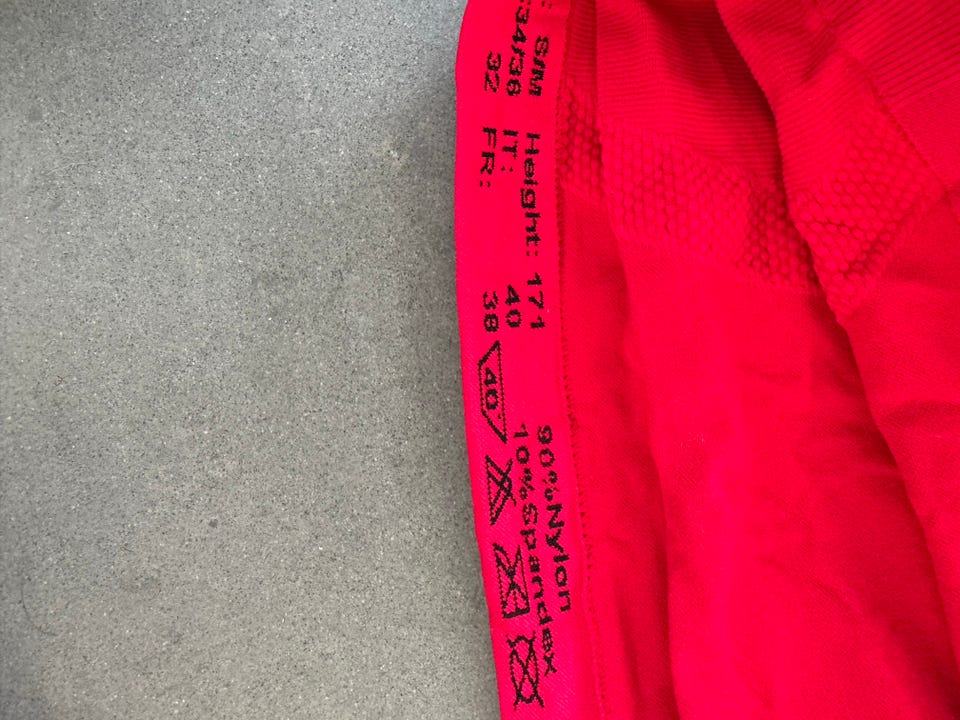 : S/M Height: 171 90%Nylon
:34/36 IT: 40 10%Spandex
32 FR: 38 40°